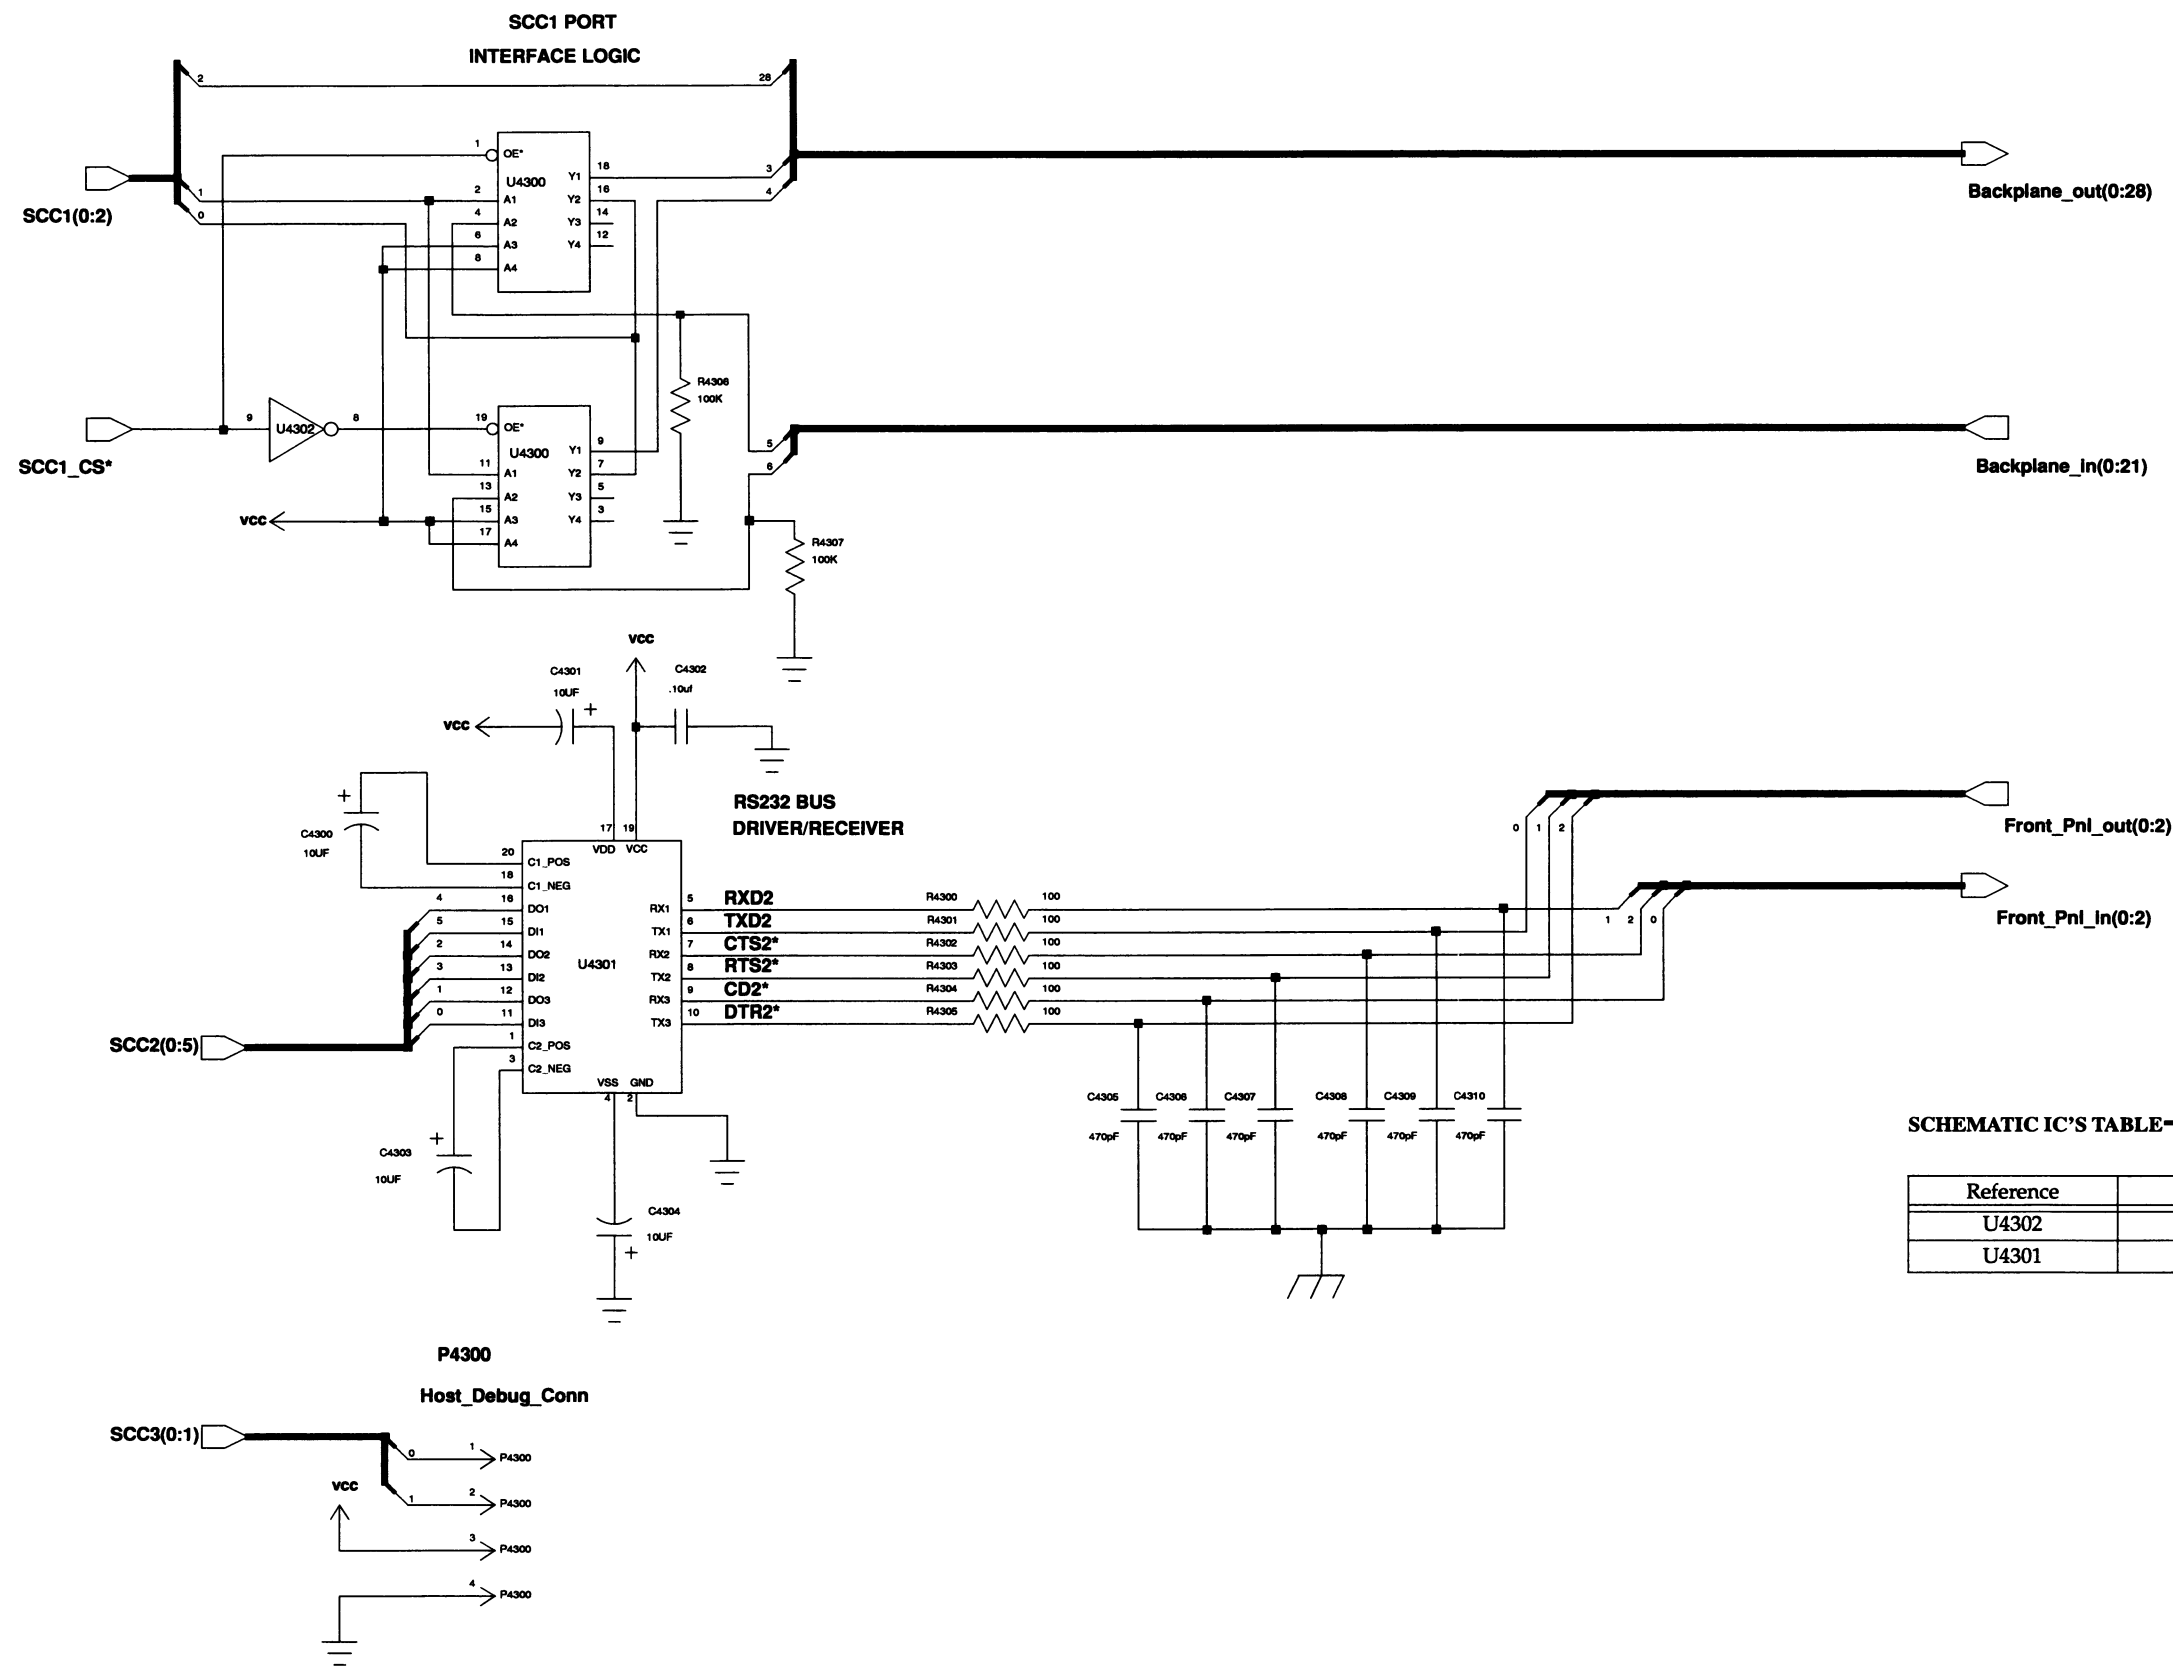 SCC1 PORT
INTERFACE LOGIC
2
28
1
OE*
18
3
Y1
U4300
16
4
2
1
A1
Y2
SCC1(0:2)
0
4
14
A2
Y3
6
12
A3
Y4
8
A4
Backplane_out(0:28)
R4306
100K
9
U4302
8
19
OE*
SCC1_CS*
U4300
9
Y1
5
11
7
6
A1
Y2
13
5
A2
Y3
15
3
vcc
A3
Y4
17
A4
R4307
100K
Backplane_in(0:21)
vcc
C4301
10UF
+
C4302
.10uf
vcc
RS232 BUS
DRIVER/RECEIVER
+
C4300
10UF
17
19
VDD
VCC
20
C1_POS
18
C1_NEG
4
16
DO1
RX1
5
RXD2
R4300
100
5
15
DI1
TX1
6
TXD2
R4301
100
2
14
DO2
RX2
7
CTS2*
R4302
100
3
13
DI2
U4301
TX2
8
RTS2*
R4303
100
1
12
DO3
RX3
9
CD2*
R4304
100
0
11
DI3
TX3
10
DTR2*
R4305
100
SCC2(0:5)
1
C2_POS
3
C2_NEG
VSS
GND
4
2
0
1
2
Front_Pnl_out(0:2)
1
2
0
Front_Pnl_in(0:2)
+
C4303
10UF
C4304
10UF
+
C4305
C4306
C4307
C4308
C4309
C4310
470pF
470pF
470pF
470pF
470pF
470pF
SCHEMATIC IC'S TABLE-
Reference
U4302
U4301
P4300
Host_Debug_Conn
SCC3(0:1)
0
1
P4300
vcc
1
2
P4300
3
P4300
4
P4300